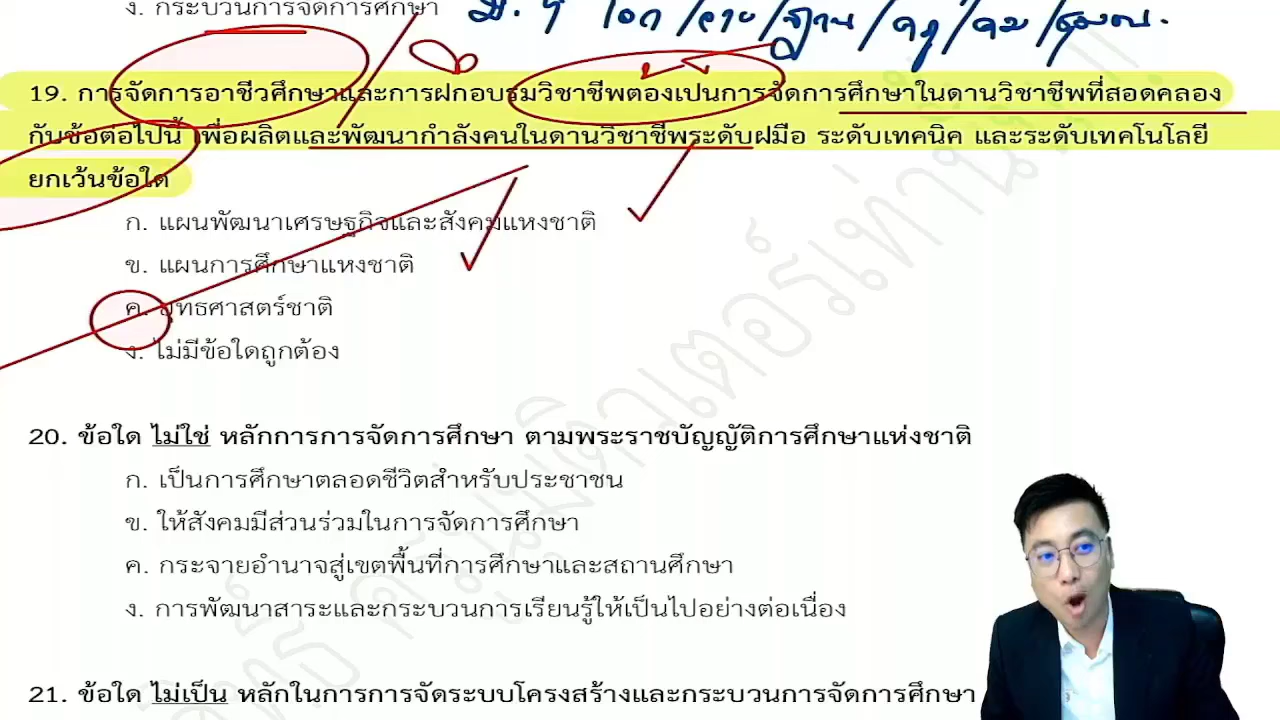 ง. กระบวนการจัดการศึกษา
19. การจัดการอาชีวศึกษาและการฝกอบรมวิชาชีพตองเปนการจัดการศึกษาในดานวิชาชีพที่สอดคลอง
กับข้อต่อไปนี้ เพื่อผลิตและพัฒนากำลังคนในดานวิชาชีพระดับฝมือ ระดับเทคนิค และระดับเทคโนโลยี
ยกเว้นข้อใด
ก. แผนพัฒนาเศรษฐกิจและสังคมแหงชาติ
ข. แผนการศึกษาแหงชาติ
ค. ยุทธศาสตร์ชาติ
ง. ไม่มีข้อใดถูกต้อง
20. ข้อใด ไม่ใช่ หลักการการจัดการศึกษา ตามพระราชบัญญัติการศึกษาแห่งชาติ
ก. เป็นการศึกษาตลอดชีวิตสำหรับประชาชน
ข. ให้สังคมมีส่วนร่วมในการจัดการศึกษา
ค. กระจายอำนาจสู่เขตพื้นที่การศึกษาและสถานศึกษา
ง. การพัฒนาสาระและกระบวนการเรียนรู้ให้เป็นไปอย่างต่อเนื่อง
21. ข้อใด ไม่เป็น หลักในการการจัดระบบโครงสร้างและกระบวนการจัดการศึกษา